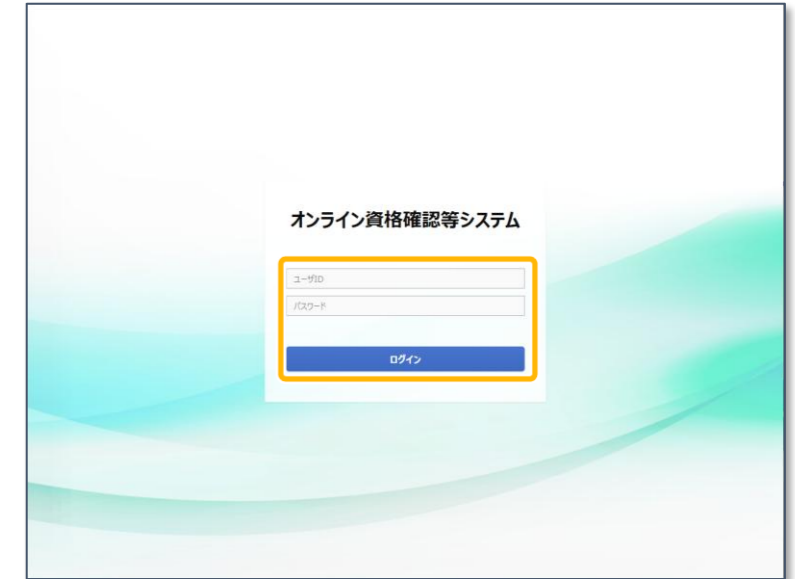 オンライン資格確認等システム
ユーザID
パスワード
ログイン